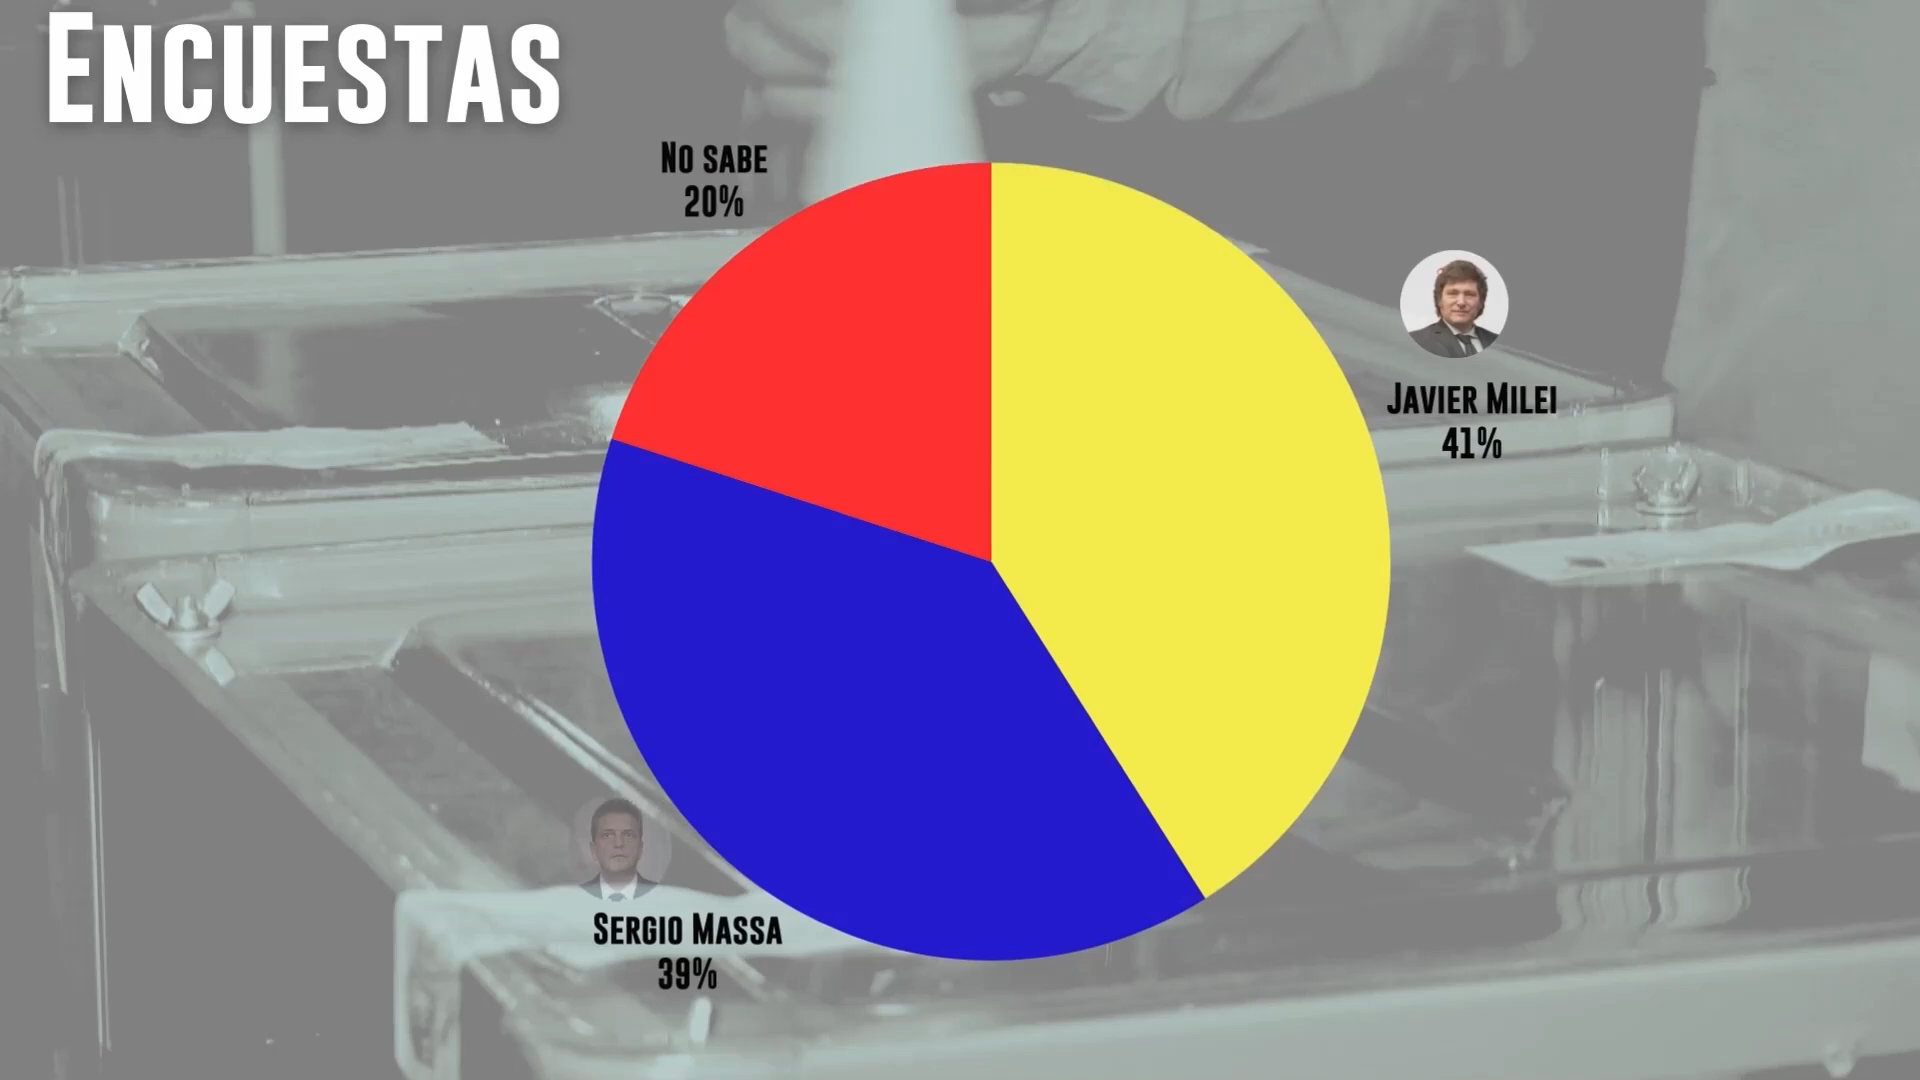 Encuestas
No sabe
20%
Javier Milei
41%
Sergio Massa
39%